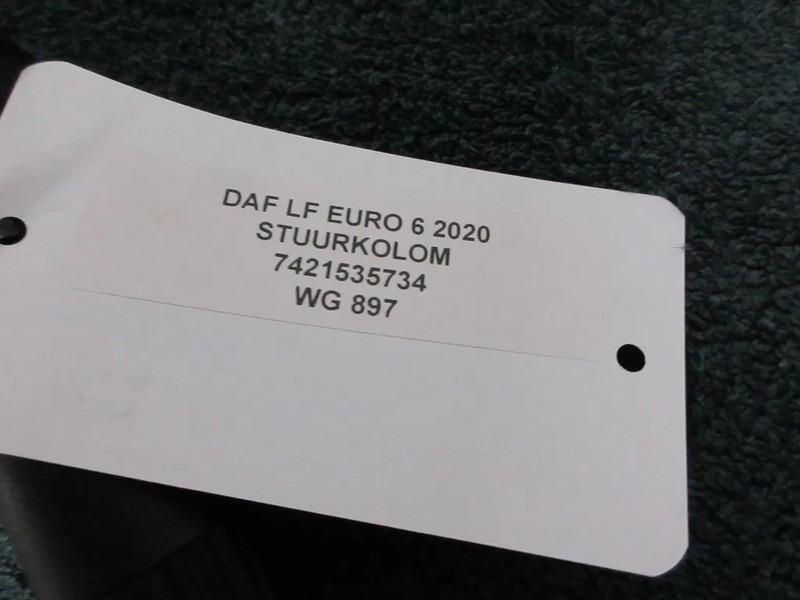 DAF LF EURO 6 2020
STUURKOLOM
7421535734
WG 897